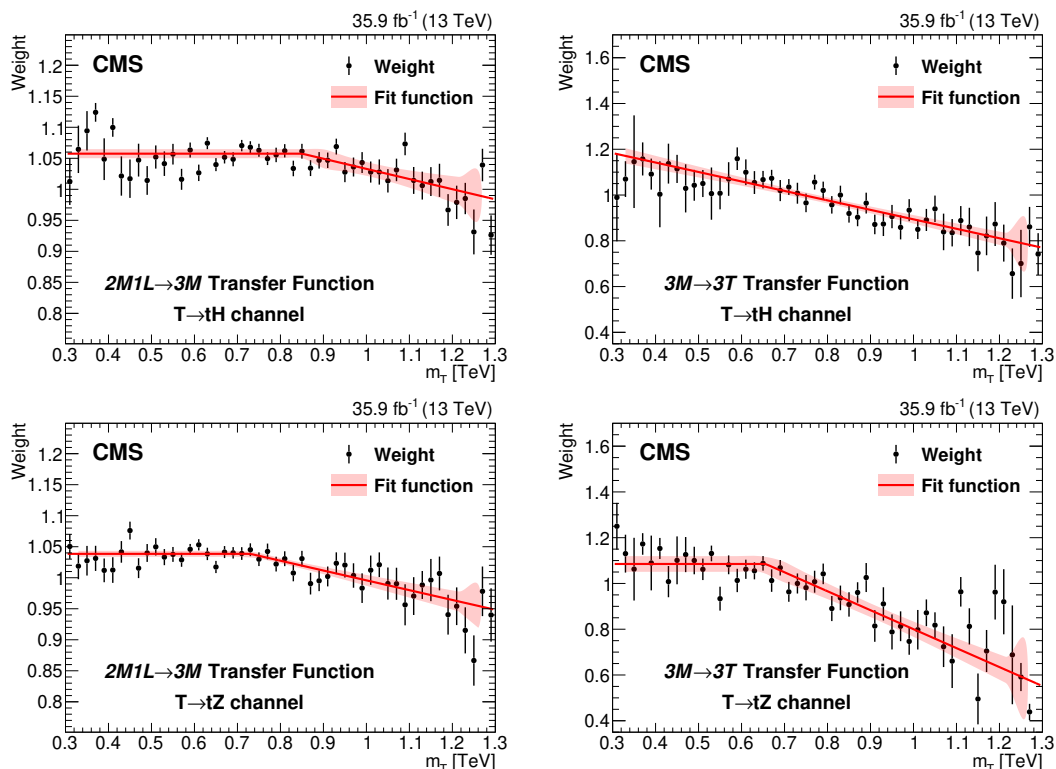 35.9 fb⁻¹ (13 TeV)
Weight
CMS
Weight
Fit function
1.2
1.15
1.1
1.05
1
0.95
0.9
0.85
0.8
2M1L→3M Transfer Function
T→tH channel
0.3 0.4 0.5 0.6 0.7 0.8 0.9 1 1.1 1.2 1.3
m_T [TeV]
35.9 fb⁻¹ (13 TeV)
Weight
CMS
Weight
Fit function
1.6
1.4
1.2
1
0.8
0.6
0.4
3M→3T Transfer Function
T→tH channel
0.3 0.4 0.5 0.6 0.7 0.8 0.9 1 1.1 1.2 1.3
m_T [TeV]
35.9 fb⁻¹ (13 TeV)
Weight
CMS
Weight
Fit function
1.2
1.15
1.1
1.05
1
0.95
0.9
0.85
0.8
2M1L→3M Transfer Function
T→tZ channel
0.3 0.4 0.5 0.6 0.7 0.8 0.9 1 1.1 1.2 1.3
m_T [TeV]
35.9 fb⁻¹ (13 TeV)
Weight
CMS
Weight
Fit function
1.6
1.4
1.2
1
0.8
0.6
0.4
3M→3T Transfer Function
T→tZ channel
0.3 0.4 0.5 0.6 0.7 0.8 0.9 1 1.1 1.2 1.3
m_T [TeV]